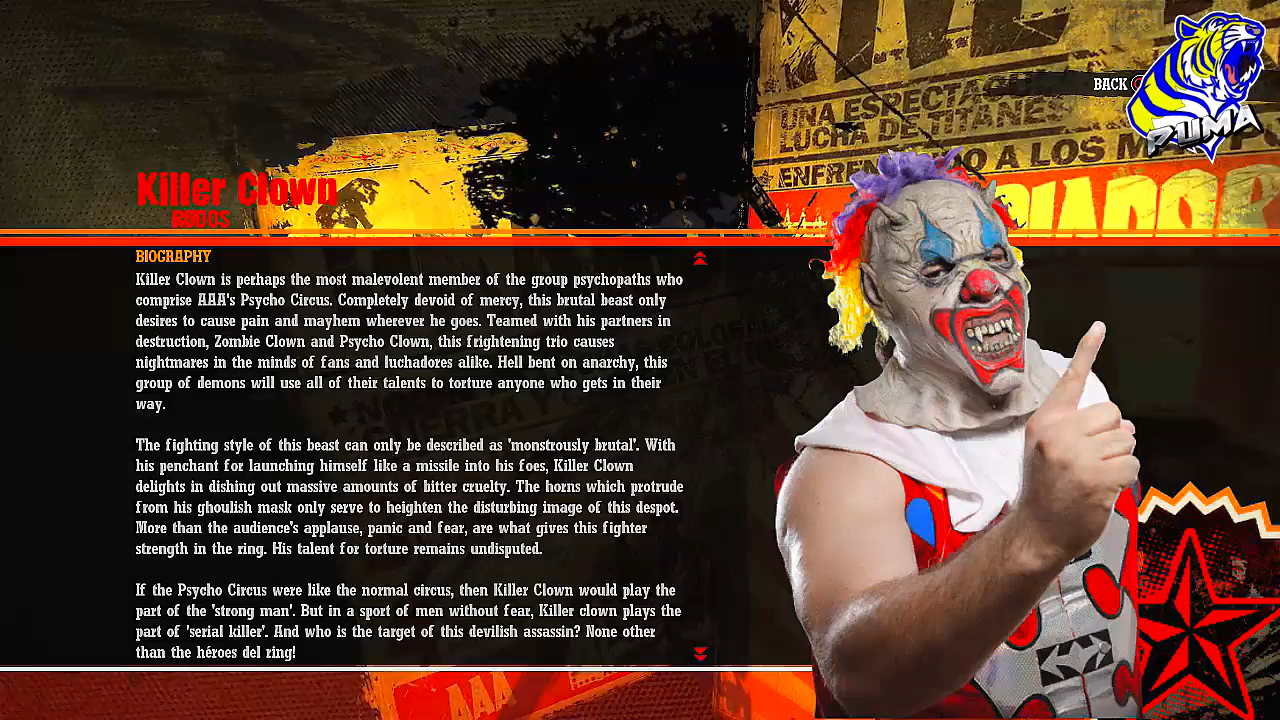 BACK
PUMA
UNA ESPECTAC
LUCHA DE TITANES
ENFRE
DO A LOS
Killer Clown
RUDOS
BIOGRAPHY
Killer Clown is perhaps the most malevolent member of the group psychopaths who
comprise AAA's Psycho Circus. Completely devoid of mercy, this brutal beast only
desires to cause pain and mayhem wherever he goes. Teamed with his partners in
destruction, Zombie Clown and Psycho Clown, this frightening trio causes
nightmares in the minds of fans and luchadores alike. Hell bent on anarchy, this
group of demons will use all of their talents to torture anyone who gets in their
way.
The fighting style of this beast can only be described as 'monstrously brutal'. With
his penchant for launching himself like a missile into his foes, Killer Clown
delights in dishing out massive amounts of bitter cruelty. The horns which protrude
from his ghoulish mask only serve to heighten the disturbing image of this despot.
More than the audience's applause, panic and fear, are what gives this fighter
strength in the ring. His talent for torture remains undisputed.
If the Psycho Circus were like the normal circus, then Killer Clown would play the
part of the 'strong man'. But in a sport of men without fear, Killer clown plays the
part of 'serial killer'. And who is the target of this devilish assassin? None other
than the héroes del ring!
AAA